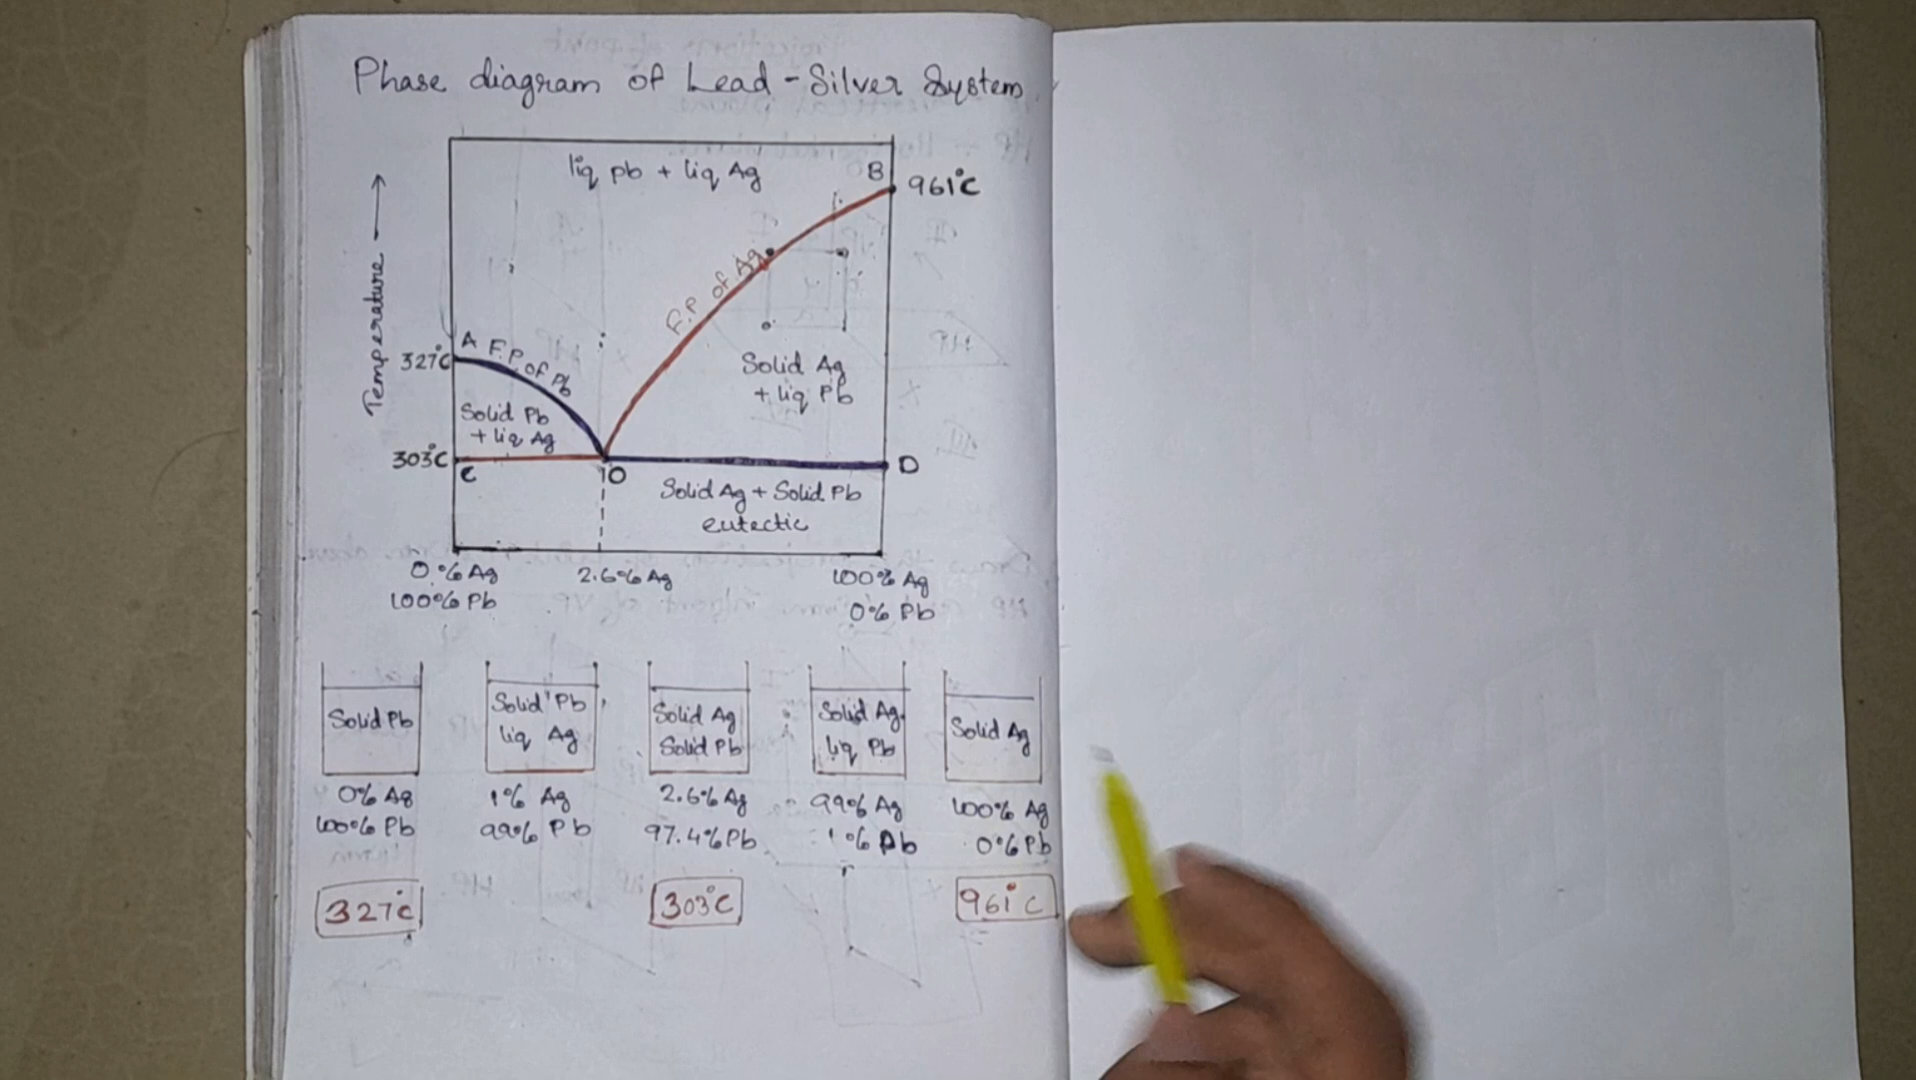 Phase diagram of Lead - Silver System
liq pb + liq Ag
B
961°C
Temperature →
F.P of Ag
A
F.P. of Pb
327°C
Solid Ag
+ liq Pb
Solid Pb
+ liq Ag
303°C
C
O
D
Solid Ag + Solid Pb
eutectic
0% Ag
100% Pb
2.6% Ag
100% Ag
0% Pb
Solid Pb
Solid Pb
liq Ag
Solid Ag
Solid Pb
Solid Ag
liq Pb
Solid Ag
0% Ag
100% Pb
1% Ag
99% Pb
2.6% Ag
97.4% Pb
99% Ag
1% Pb
100% Ag
0% Pb
327°C
303°C
961°C